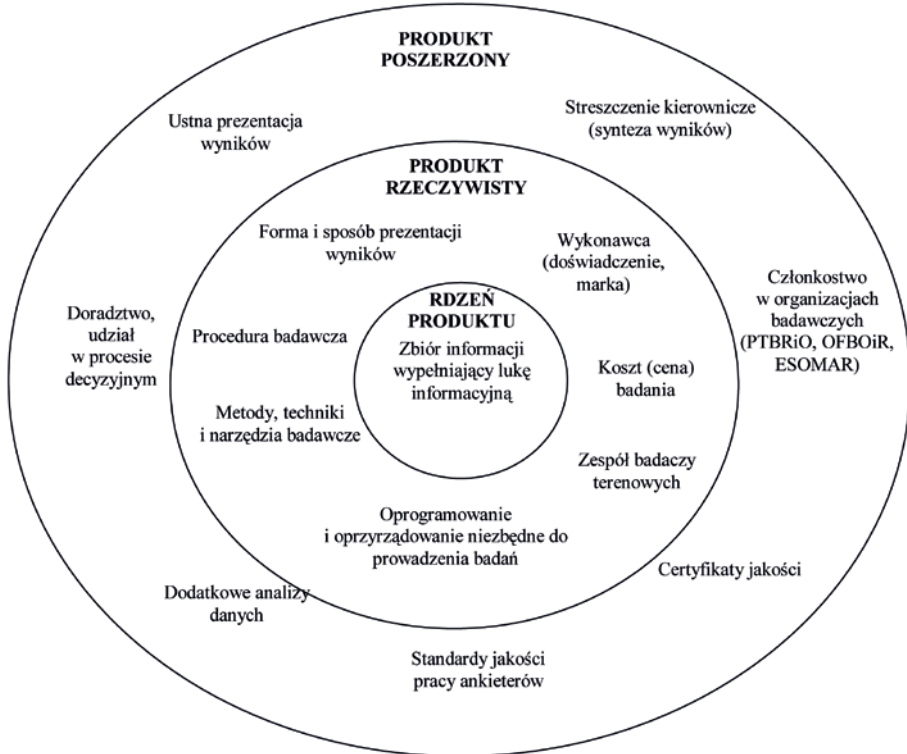 PRODUKT
POSZERZONY
Ustna prezentacja
wyników
Streszczenie kierownicze
(synteza wyników)
PRODUKT
RZECZYWISTY
Forma i sposób prezentacji
wyników
Wykonawca
(doświadczenie,
marka)
Członkostwo
w organizacjach
badawczych
(PTBRiO, OFBOiR,
ESOMAR)
Doradztwo,
udział
w procesie
decyzyjnym
Procedura badawcza
RDZEŃ
PRODUKTU
Zbiór informacji
wypełniający lukę
informacyjną
Koszt (cena)
badania
Metody, techniki
i narzędzia badawcze
Zespół badaczy
terenowych
Oprogramowanie
i oprzyrządowanie niezbędne do
prowadzenia badań
Certyfikaty jakości
Dodatkowe analizy
danych
Standardy jakości
pracy ankieterów